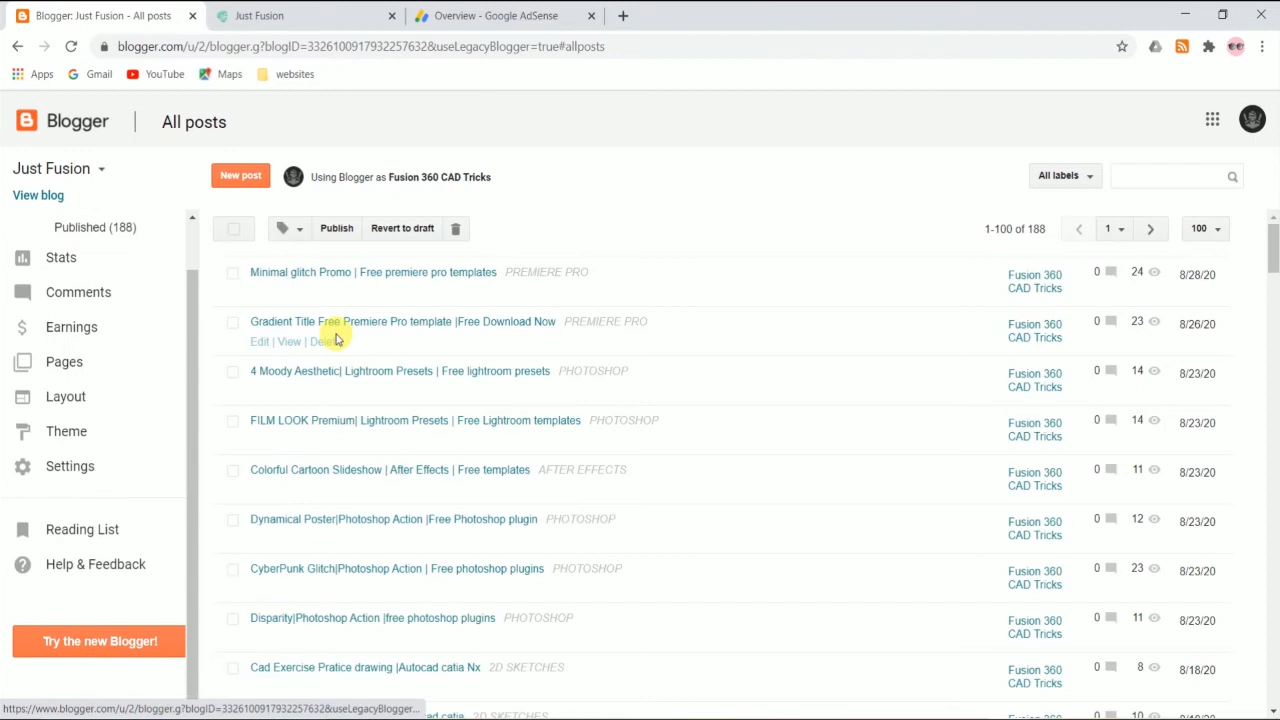 Blogger: Just Fusion - All posts
Just Fusion
Overview - Google AdSense
blogger.com/u/2/blogger.g?blogID=3326100917932257632&useLegacyBlogger=true#allposts
Apps
Gmail
YouTube
Maps
websites
Blogger
All posts
Just Fusion
New post
Using Blogger as Fusion 360 CAD Tricks
All labels
View blog
Published (188)
Publish
Revert to draft
1-100 of 188
1
100
Stats
Comments
Earnings
Pages
Layout
Theme
Settings
Reading List
Help & Feedback
Try the new Blogger!
Minimal glitch Promo | Free premiere pro templates PREMIERE PRO
Fusion 360
CAD Tricks
0 24 8/28/20
Gradient Title Free Premiere Pro template |Free Download Now PREMIERE PRO
Edit | View | Delete
Fusion 360
CAD Tricks
0 23 8/26/20
4 Moody Aesthetic| Lightroom Presets | Free lightroom presets PHOTOSHOP
Fusion 360
CAD Tricks
0 14 8/23/20
FILM LOOK Premium| Lightroom Presets | Free Lightroom templates PHOTOSHOP
Fusion 360
CAD Tricks
0 14 8/23/20
Colorful Cartoon Slideshow | After Effects | Free templates AFTER EFFECTS
Fusion 360
CAD Tricks
0 11 8/23/20
Dynamical Poster|Photoshop Action |Free Photoshop plugin PHOTOSHOP
Fusion 360
CAD Tricks
0 12 8/23/20
CyberPunk Glitch|Photoshop Action | Free photoshop plugins PHOTOSHOP
Fusion 360
CAD Tricks
0 23 8/23/20
Disparity|Photoshop Action |free photoshop plugins PHOTOSHOP
Fusion 360
CAD Tricks
0 11 8/23/20
Cad Exercise Pratice drawing |Autocad catia Nx 2D SKETCHES
Fusion 360
CAD Tricks
0 8 8/18/20
cad catia 2D SKETCHES
Fusion 360
0 10 8/18/20
https://www.blogger.com/u/2/blogger.g?blogID=3326100917932257632&useLegacyBlogger...